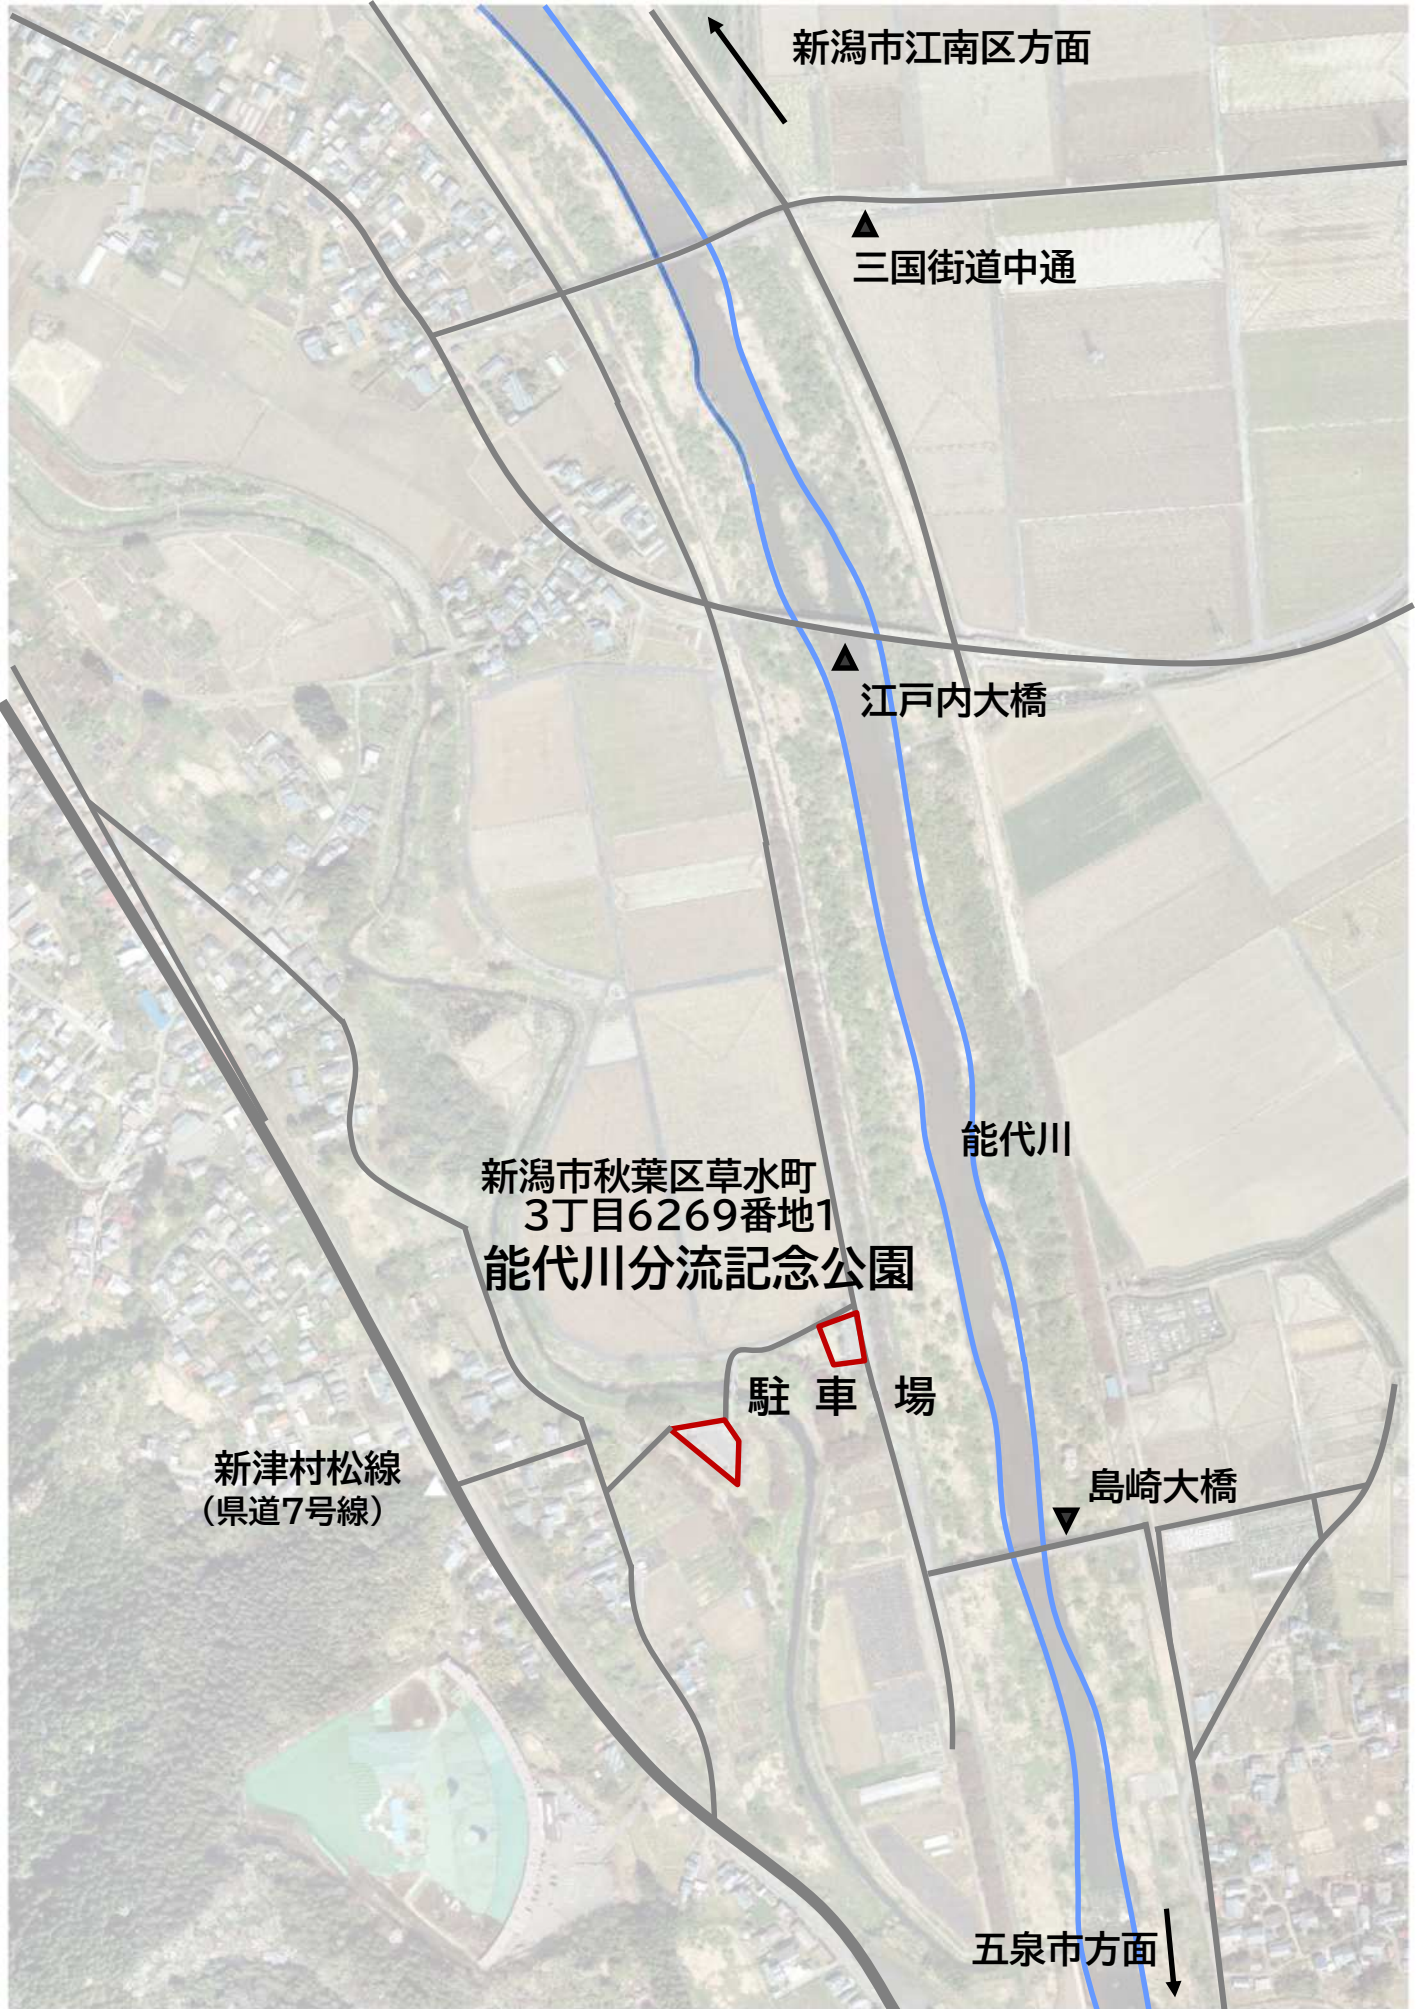 新潟市江南区方面
三国街道中通
江戸内大橋
能代川
新潟市秋葉区草水町
3丁目6269番地1
能代川分流記念公園
駐車場
新津村松線
(県道7号線)
島崎大橋
五泉市方面